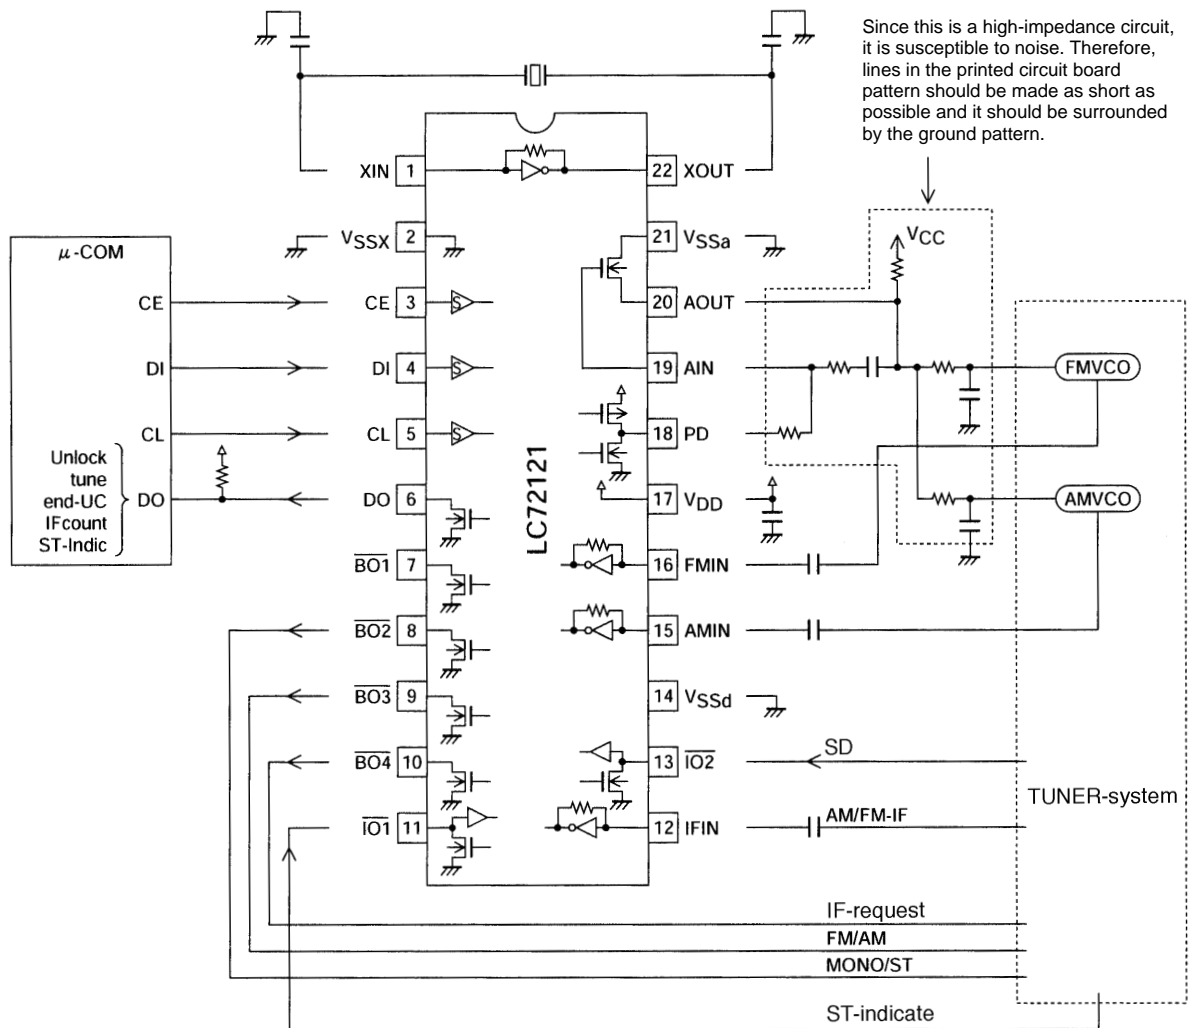 Since this is a high-impedance circuit,
it is susceptible to noise. Therefore,
lines in the printed circuit board
pattern should be made as short as
possible and it should be surrounded
by the ground pattern.
XIN 1
22 XOUT
VSSX 2
21 VSSa
VCC
μ-COM
CE
CE 3
S
20 AOUT
DI
DI 4
S
19 AIN
FMVCO
CL
CL 5
S
18 PD
Unlock
tune
end-UC
IFcount
ST-Indic
DO
DO 6
LC72121
17 VDD
AMVCO
BO1 7
16 FMIN
BO2 8
15 AMIN
BO3 9
14 VSSd
BO4 10
13 IO2
SD
TUNER-system
IO1 11
12 IFIN
AM/FM-IF
IF-request
FM/AM
MONO/ST
ST-indicate